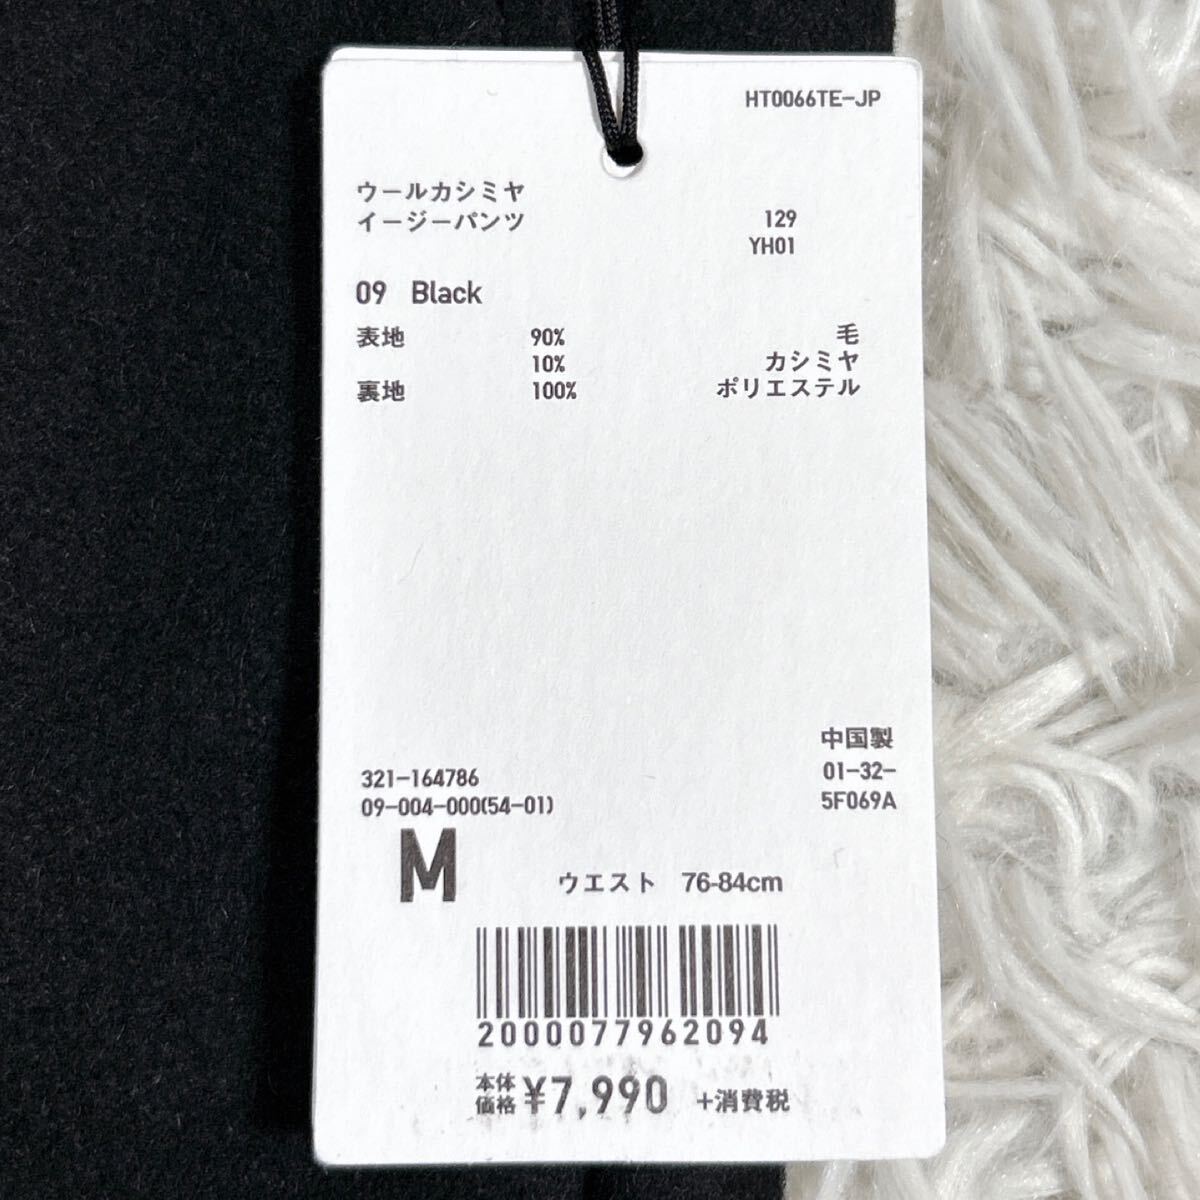 HT0066TE-JP
ウールカシミヤ
イージーパンツ 129
YH01
09 Black
表地 90% 毛
10% カシミヤ
裏地 100% ポリエステル
中国製
321-164786 01-32-
09-004-000(54-01) 5F069A
M ウエスト 76-84cm
2000077962094
本体価格 ¥7,990 +消費税